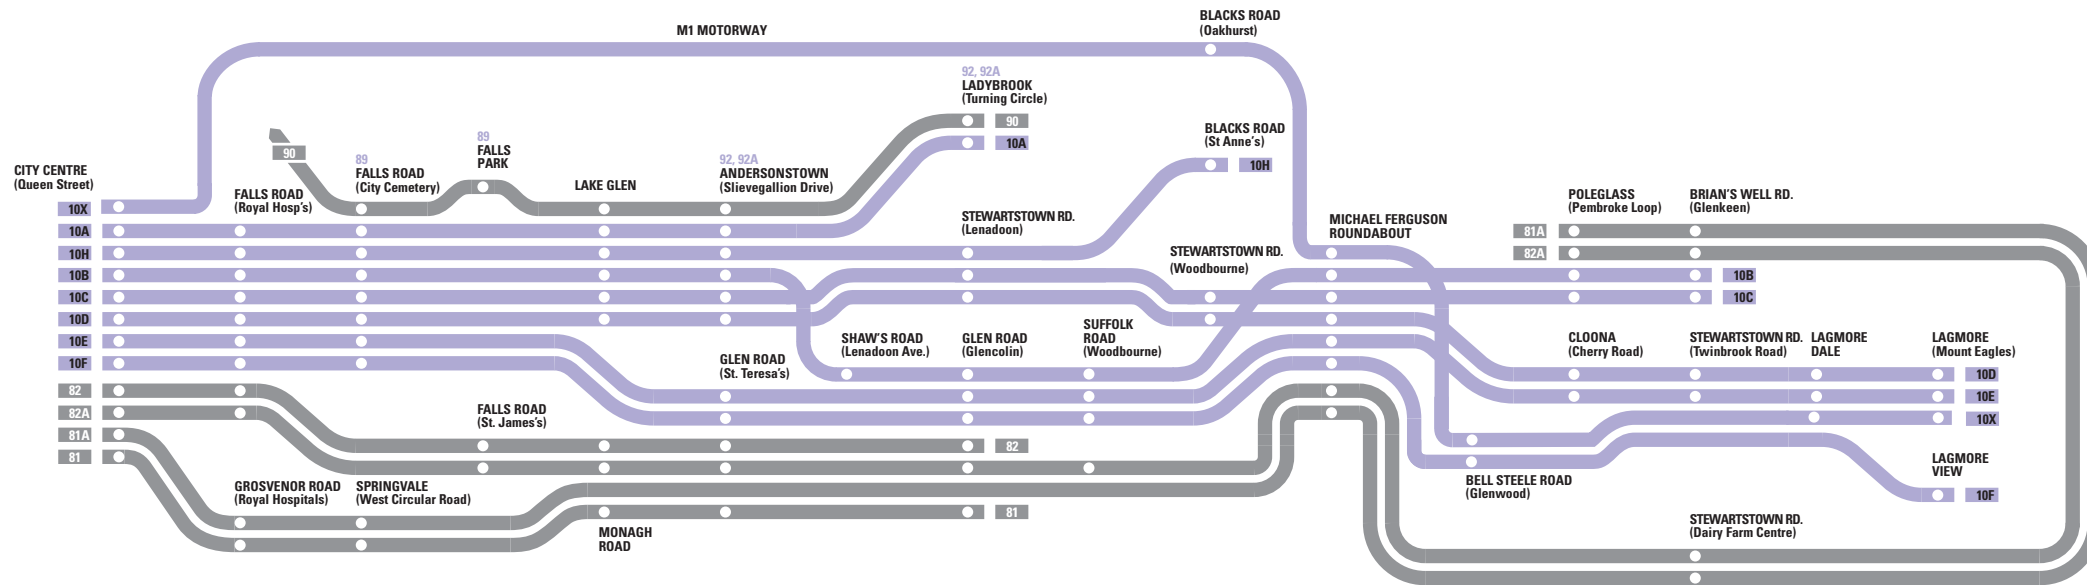 BLACKS ROAD
(Oakhurst)
M1 MOTORWAY
92, 92A
LADYBROOK
(Turning Circle)
90
10A
BLACKS ROAD
(St Anne's)
10H
89
FALLS
PARK
90
89
FALLS ROAD
(City Cemetery)
92, 92A
ANDERSONSTOWN
(Slievegallion Drive)
LAKE GLEN
CITY CENTRE
(Queen Street)
FALLS ROAD
(Royal Hosp's)
STEWARTSTOWN RD.
(Lenadoon)
MICHAEL FERGUSON
ROUNDABOUT
POLEGLASS
(Pembroke Loop)
BRIAN'S WELL RD.
(Glenkeen)
STEWARTSTOWN RD.
(Woodbourne)
10X
10A
10H
10B
10C
10D
10E
10F
82
82A
81A
81
81A
82A
10B
10C
SHAW'S ROAD
(Lenadoon Ave.)
GLEN ROAD
(Glencolin)
SUFFOLK
ROAD
(Woodbourne)
GLEN ROAD
(St. Teresa's)
CLOONA
(Cherry Road)
STEWARTSTOWN RD.
(Twinbrook Road)
LAGMORE
DALE
LAGMORE
(Mount Eagles)
10D
10E
10X
FALLS ROAD
(St. James's)
82
LAGMORE
VIEW
10F
GROSVENOR ROAD
(Royal Hospitals)
SPRINGVALE
(West Circular Road)
BELL STEELE ROAD
(Glenwood)
81
MONAGH
ROAD
STEWARTSTOWN RD.
(Dairy Farm Centre)